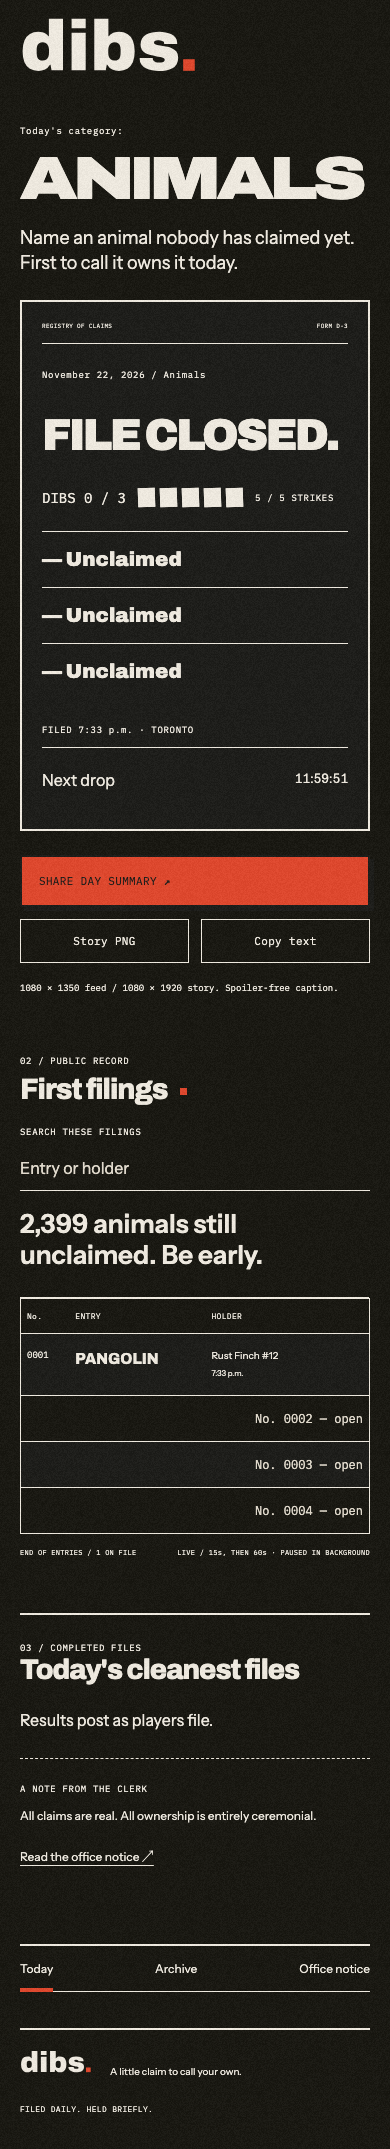 dibs.
Today's category:
ANIMALS
Name an animal nobody has claimed yet.
First to call it owns it today.
REGISTRY OF CLAIMS FORM D-3
November 22, 2026 / Animals
FILE CLOSED.
DIBS 0 / 3 5 / 5 STRIKES
— Unclaimed
— Unclaimed
— Unclaimed
FILED 7:33 p.m. · TORONTO
Next drop 11:59:51
SHARE DAY SUMMARY ↗
Story PNG Copy text
1080 × 1350 feed / 1080 × 1920 story. Spoiler-free caption.
02 / PUBLIC RECORD
First filings
SEARCH THESE FILINGS
Entry or holder
2,399 animals still
unclaimed. Be early.
No. ENTRY HOLDER
0001 PANGOLIN Rust Finch #12
7:33 p.m.
No. 0002 — open
No. 0003 — open
No. 0004 — open
END OF ENTRIES / 1 ON FILE LIVE / 15s, THEN 60s · PAUSED IN BACKGROUND
03 / COMPLETED FILES
Today's cleanest files
Results post as players file.
A NOTE FROM THE CLERK
All claims are real. All ownership is entirely ceremonial.
Read the office notice ↗
Today Archive Office notice
dibs. A little claim to call your own.
FILED DAILY. HELD BRIEFLY.